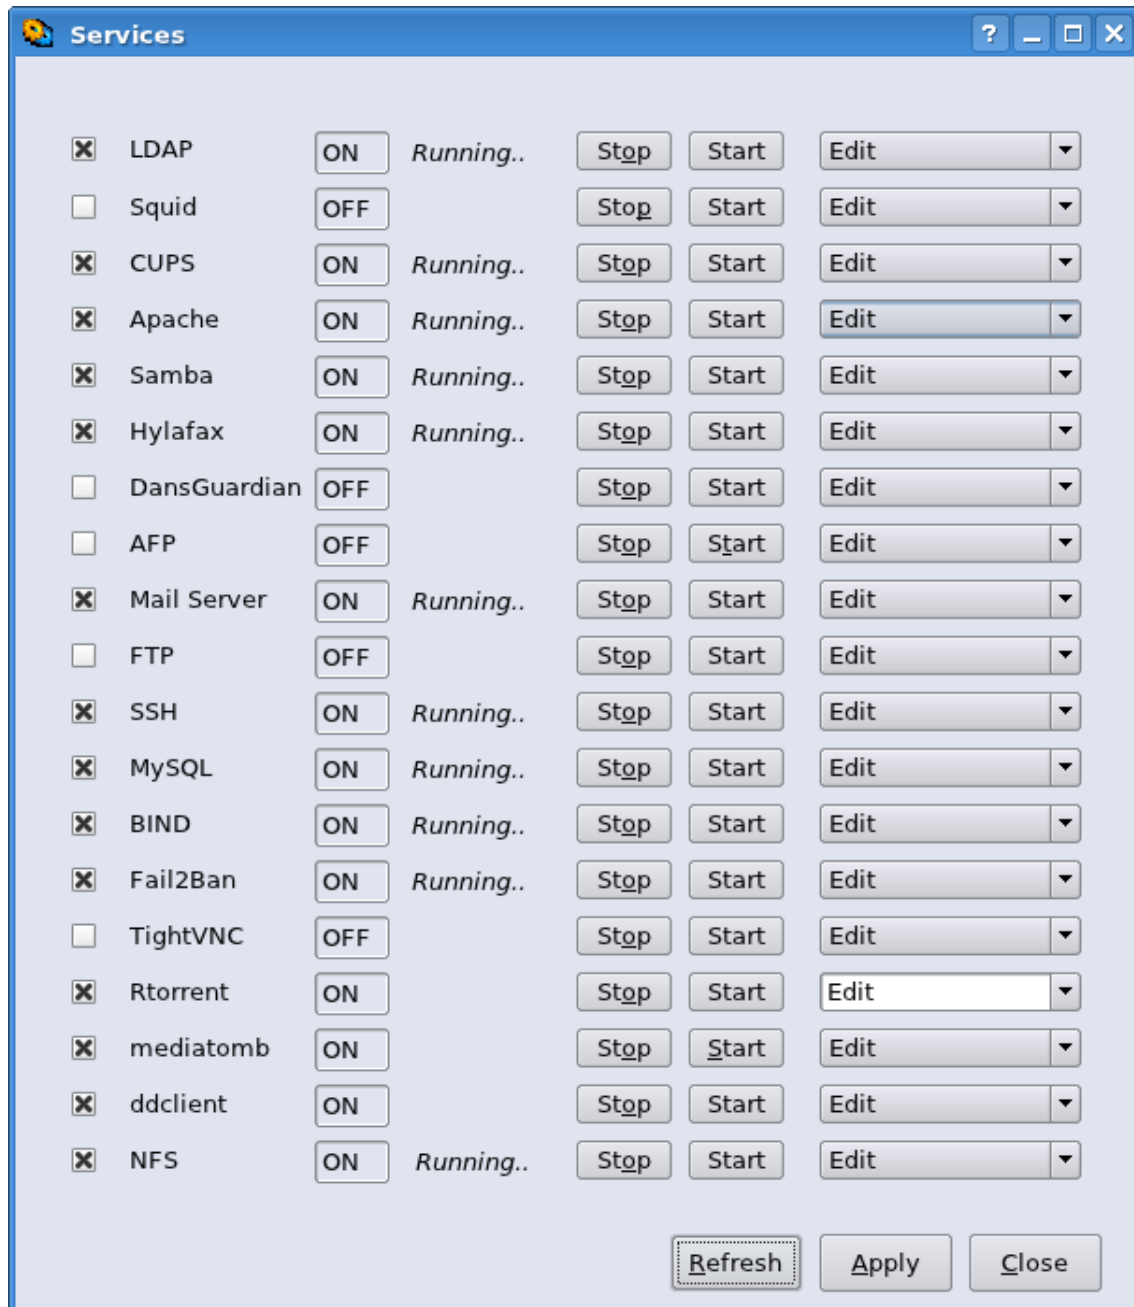 Services ?
LDAP ON Running.. Stop Start Edit
Squid OFF Stop Start Edit
CUPS ON Running.. Stop Start Edit
Apache ON Running.. Stop Start Edit
Samba ON Running.. Stop Start Edit
Hylafax ON Running.. Stop Start Edit
DansGuardian OFF Stop Start Edit
AFP OFF Stop Start Edit
Mail Server ON Running.. Stop Start Edit
FTP OFF Stop Start Edit
SSH ON Running.. Stop Start Edit
MySQL ON Running.. Stop Start Edit
BIND ON Running.. Stop Start Edit
Fail2Ban ON Running.. Stop Start Edit
TightVNC OFF Stop Start Edit
Rtorrent ON Stop Start Edit
mediatomb ON Stop Start Edit
ddclient ON Stop Start Edit
NFS ON Running.. Stop Start Edit
Refresh Apply Close